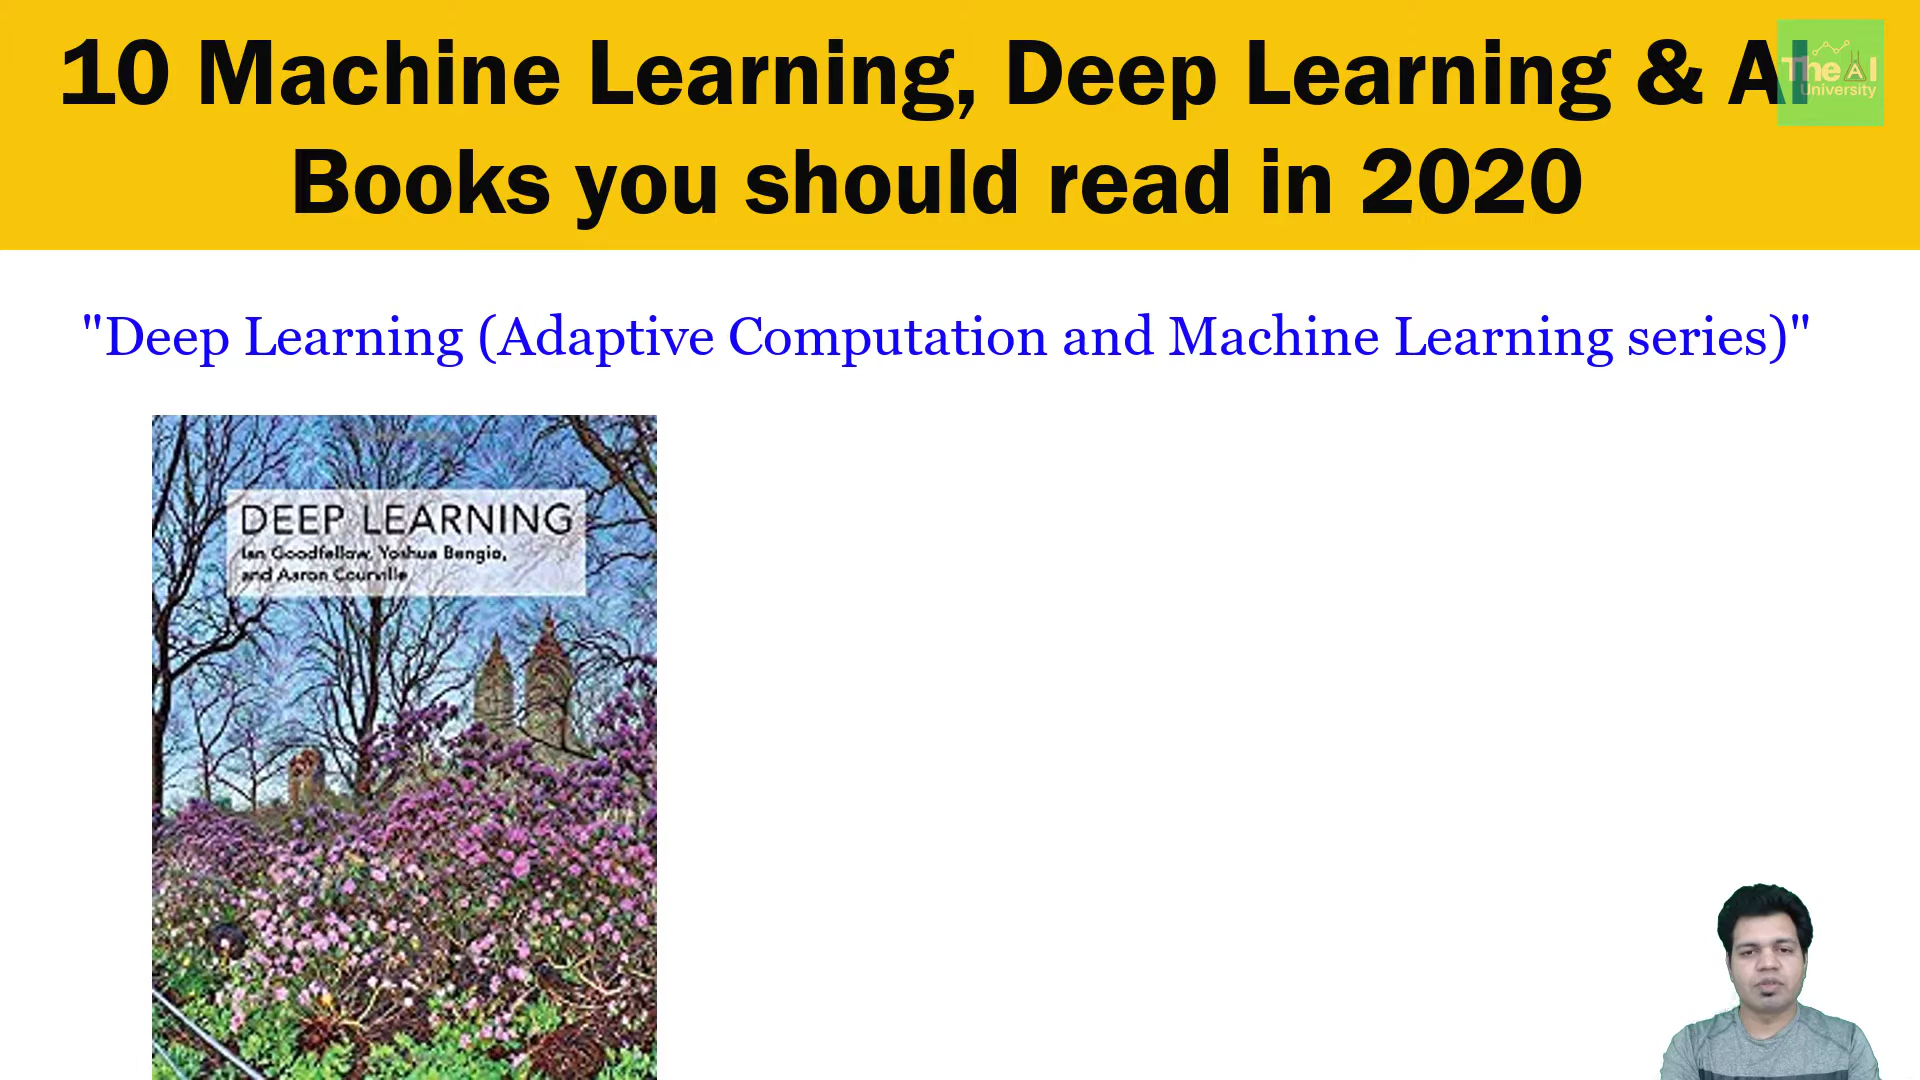 10 Machine Learning, Deep Learning & AI
Books you should read in 2020
The AI
University
"Deep Learning (Adaptive Computation and Machine Learning series)"
DEEP LEARNING
Ian Goodfellow, Yoshua Bengio,
and Aaron Courville